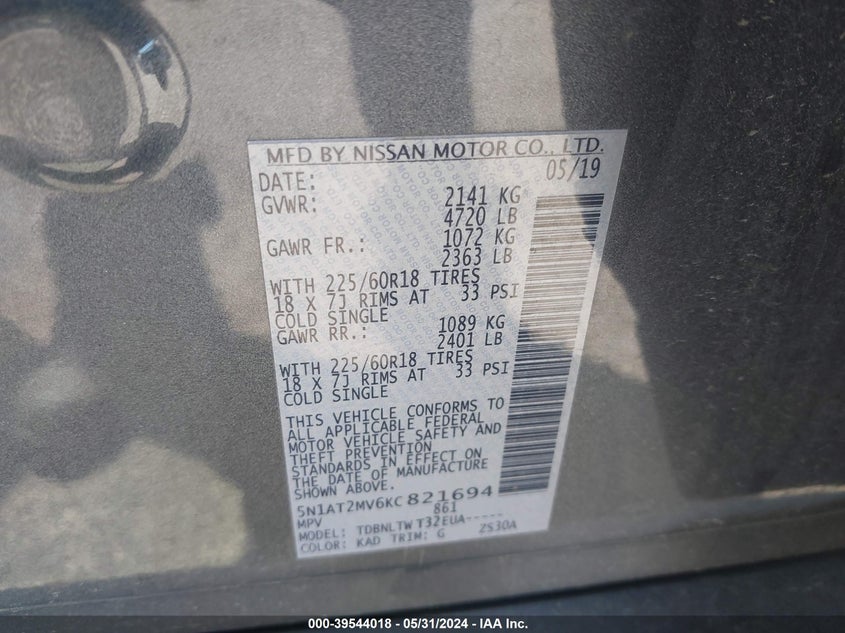 MFD BY NISSAN MOTOR CO., LTD.
DATE: 05/19
GVWR: 2141 KG
4720 LB
GAWR FR.: 1072 KG
2363 LB
WITH 225/60R18 TIRES
18 X 7J RIMS AT 33 PSI
COLD SINGLE
GAWR RR.: 1089 KG
2401 LB
WITH 225/60R18 TIRES
18 X 7J RIMS AT 33 PSI
COLD SINGLE
THIS VEHICLE CONFORMS TO
ALL APPLICABLE FEDERAL
MOTOR VEHICLE SAFETY AND
THEFT PREVENTION
STANDARDS IN EFFECT ON
THE DATE OF MANUFACTURE
SHOWN ABOVE.
5N1AT2MV6KC821694
MPV 861
MODEL: TDBNLTWT32EUA-----
COLOR: KAD TRIM: G 2S30A
000-39544018 - 05/31/2024 - IAA Inc.